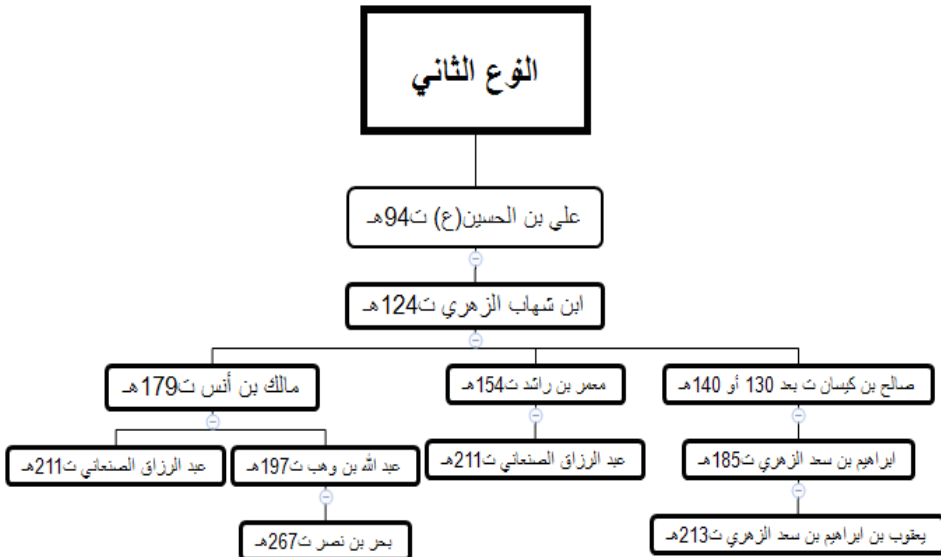 الفوع الثاني
علي بن الحسين(ع) ت94هـ
ابن شهاب الزهري ت124هـ
صالح بن كيسان ت بعد 130 أو 140هـ
معمر بن راشد ت154هـ
مالك بن أنس ت179هـ
ابراهيم بن سعد الزهري ت185هـ
عبد الرزاق الصنعاني ت211هـ
عبد الله بن وهب ت197هـ
عبد الرزاق الصنعاني ت211هـ
يعقوب بن ابراهيم بن سعد الزهري ت213هـ
بحر بن نصر ت267هـ